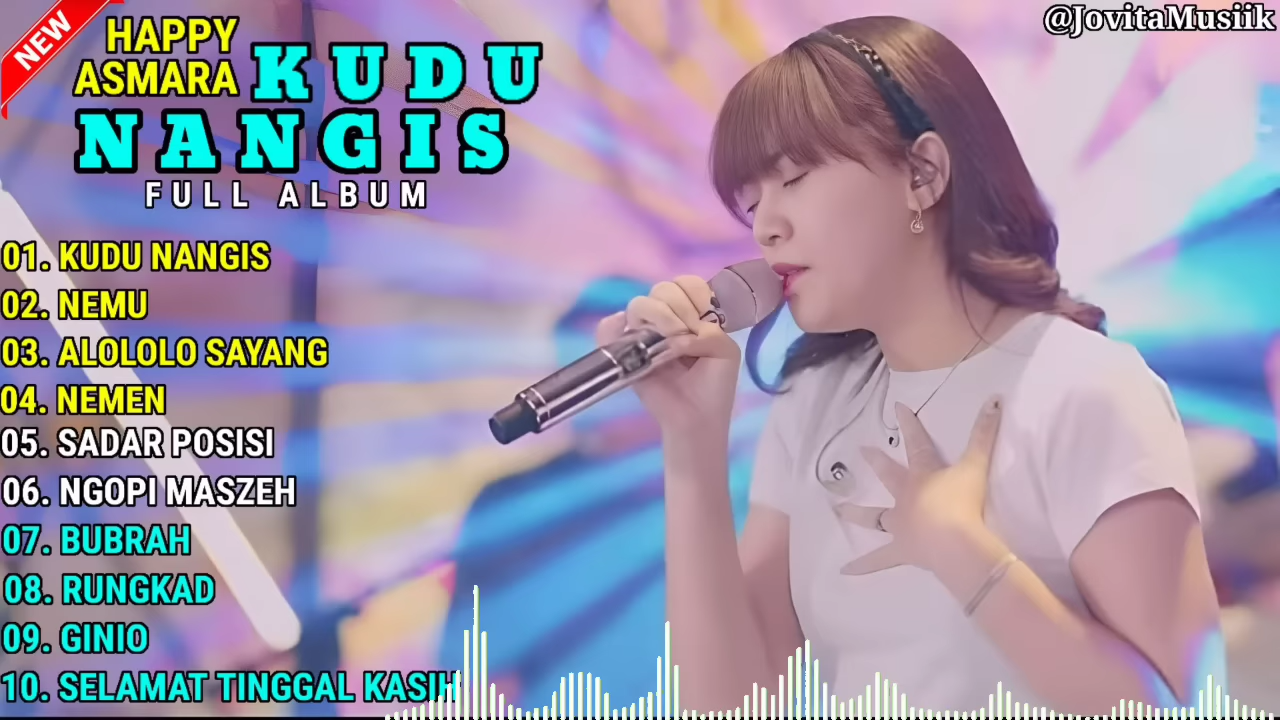 NEW
HAPPY
ASMARA KUDU
NANGIS
FULL ALBUM
@JovitaMusiik
01. KUDU NANGIS
02. NEMU
03. ALOLOLO SAYANG
04. NEMEN
05. SADAR POSISI
06. NGOPI MASZEH
07. BUBRAH
08. RUNGKAD
09. GINIO
10. SELAMAT TINGGAL KASIH